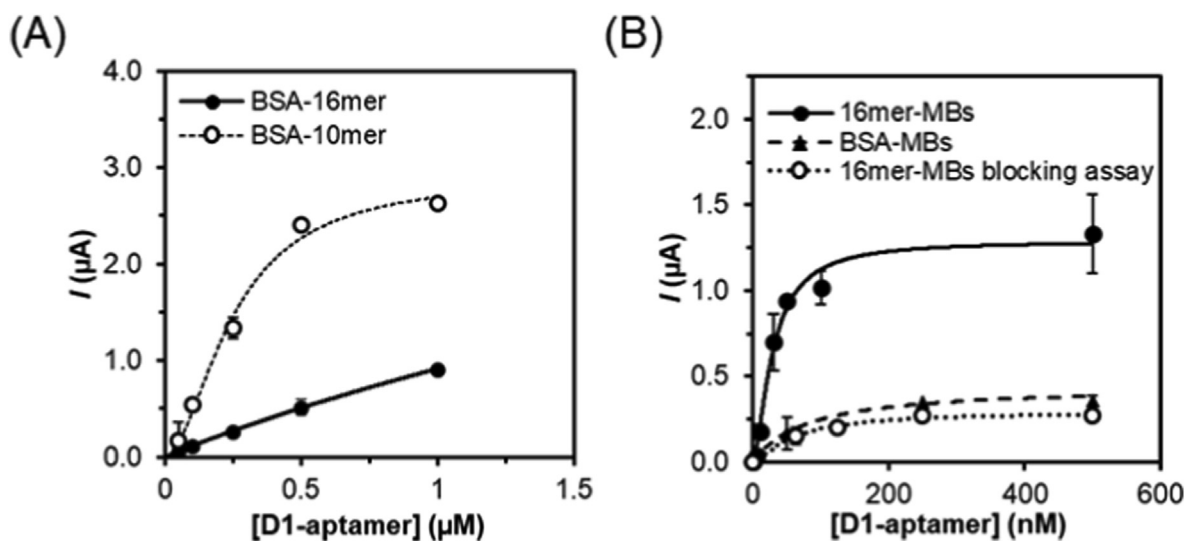 (A)
4.0
3.0
2.0
1.0
0.0
I (µA)
BSA-16mer
BSA-10mer
0 0.5 1 1.5
[D1-aptamer] (µM)
(B)
2.0
1.5
1.0
0.5
0.0
I (µA)
16mer-MBs
BSA-MBs
16mer-MBs blocking assay
0 200 400 600
[D1-aptamer] (nM)